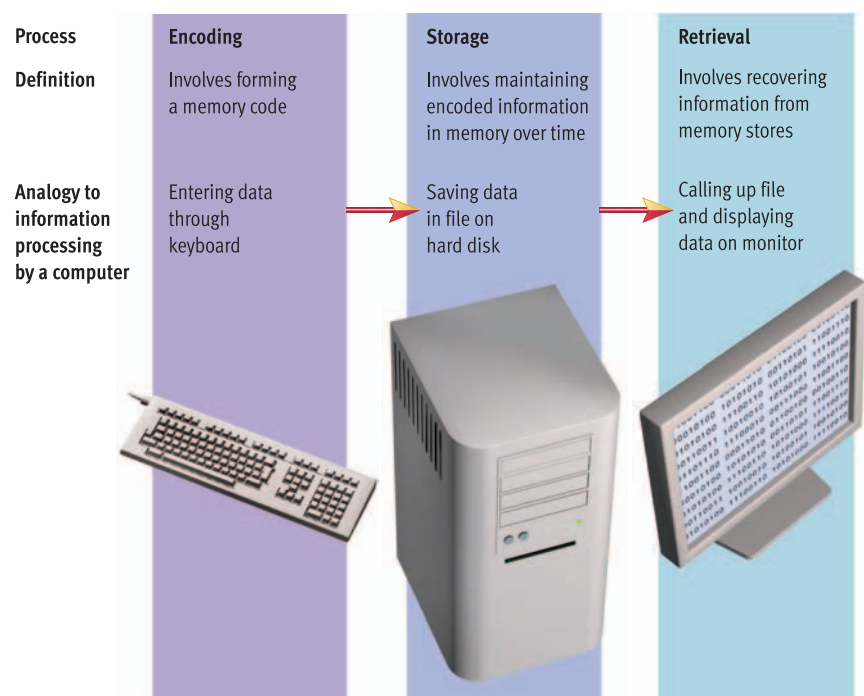 Process
Encoding
Storage
Retrieval
Definition
Involves forming
a memory code
Involves maintaining
encoded information
in memory over time
Involves recovering
information from
memory stores
Analogy to
information
processing
by a computer
Entering data
through
keyboard
Saving data
in file on
hard disk
Calling up file
and displaying
data on monitor